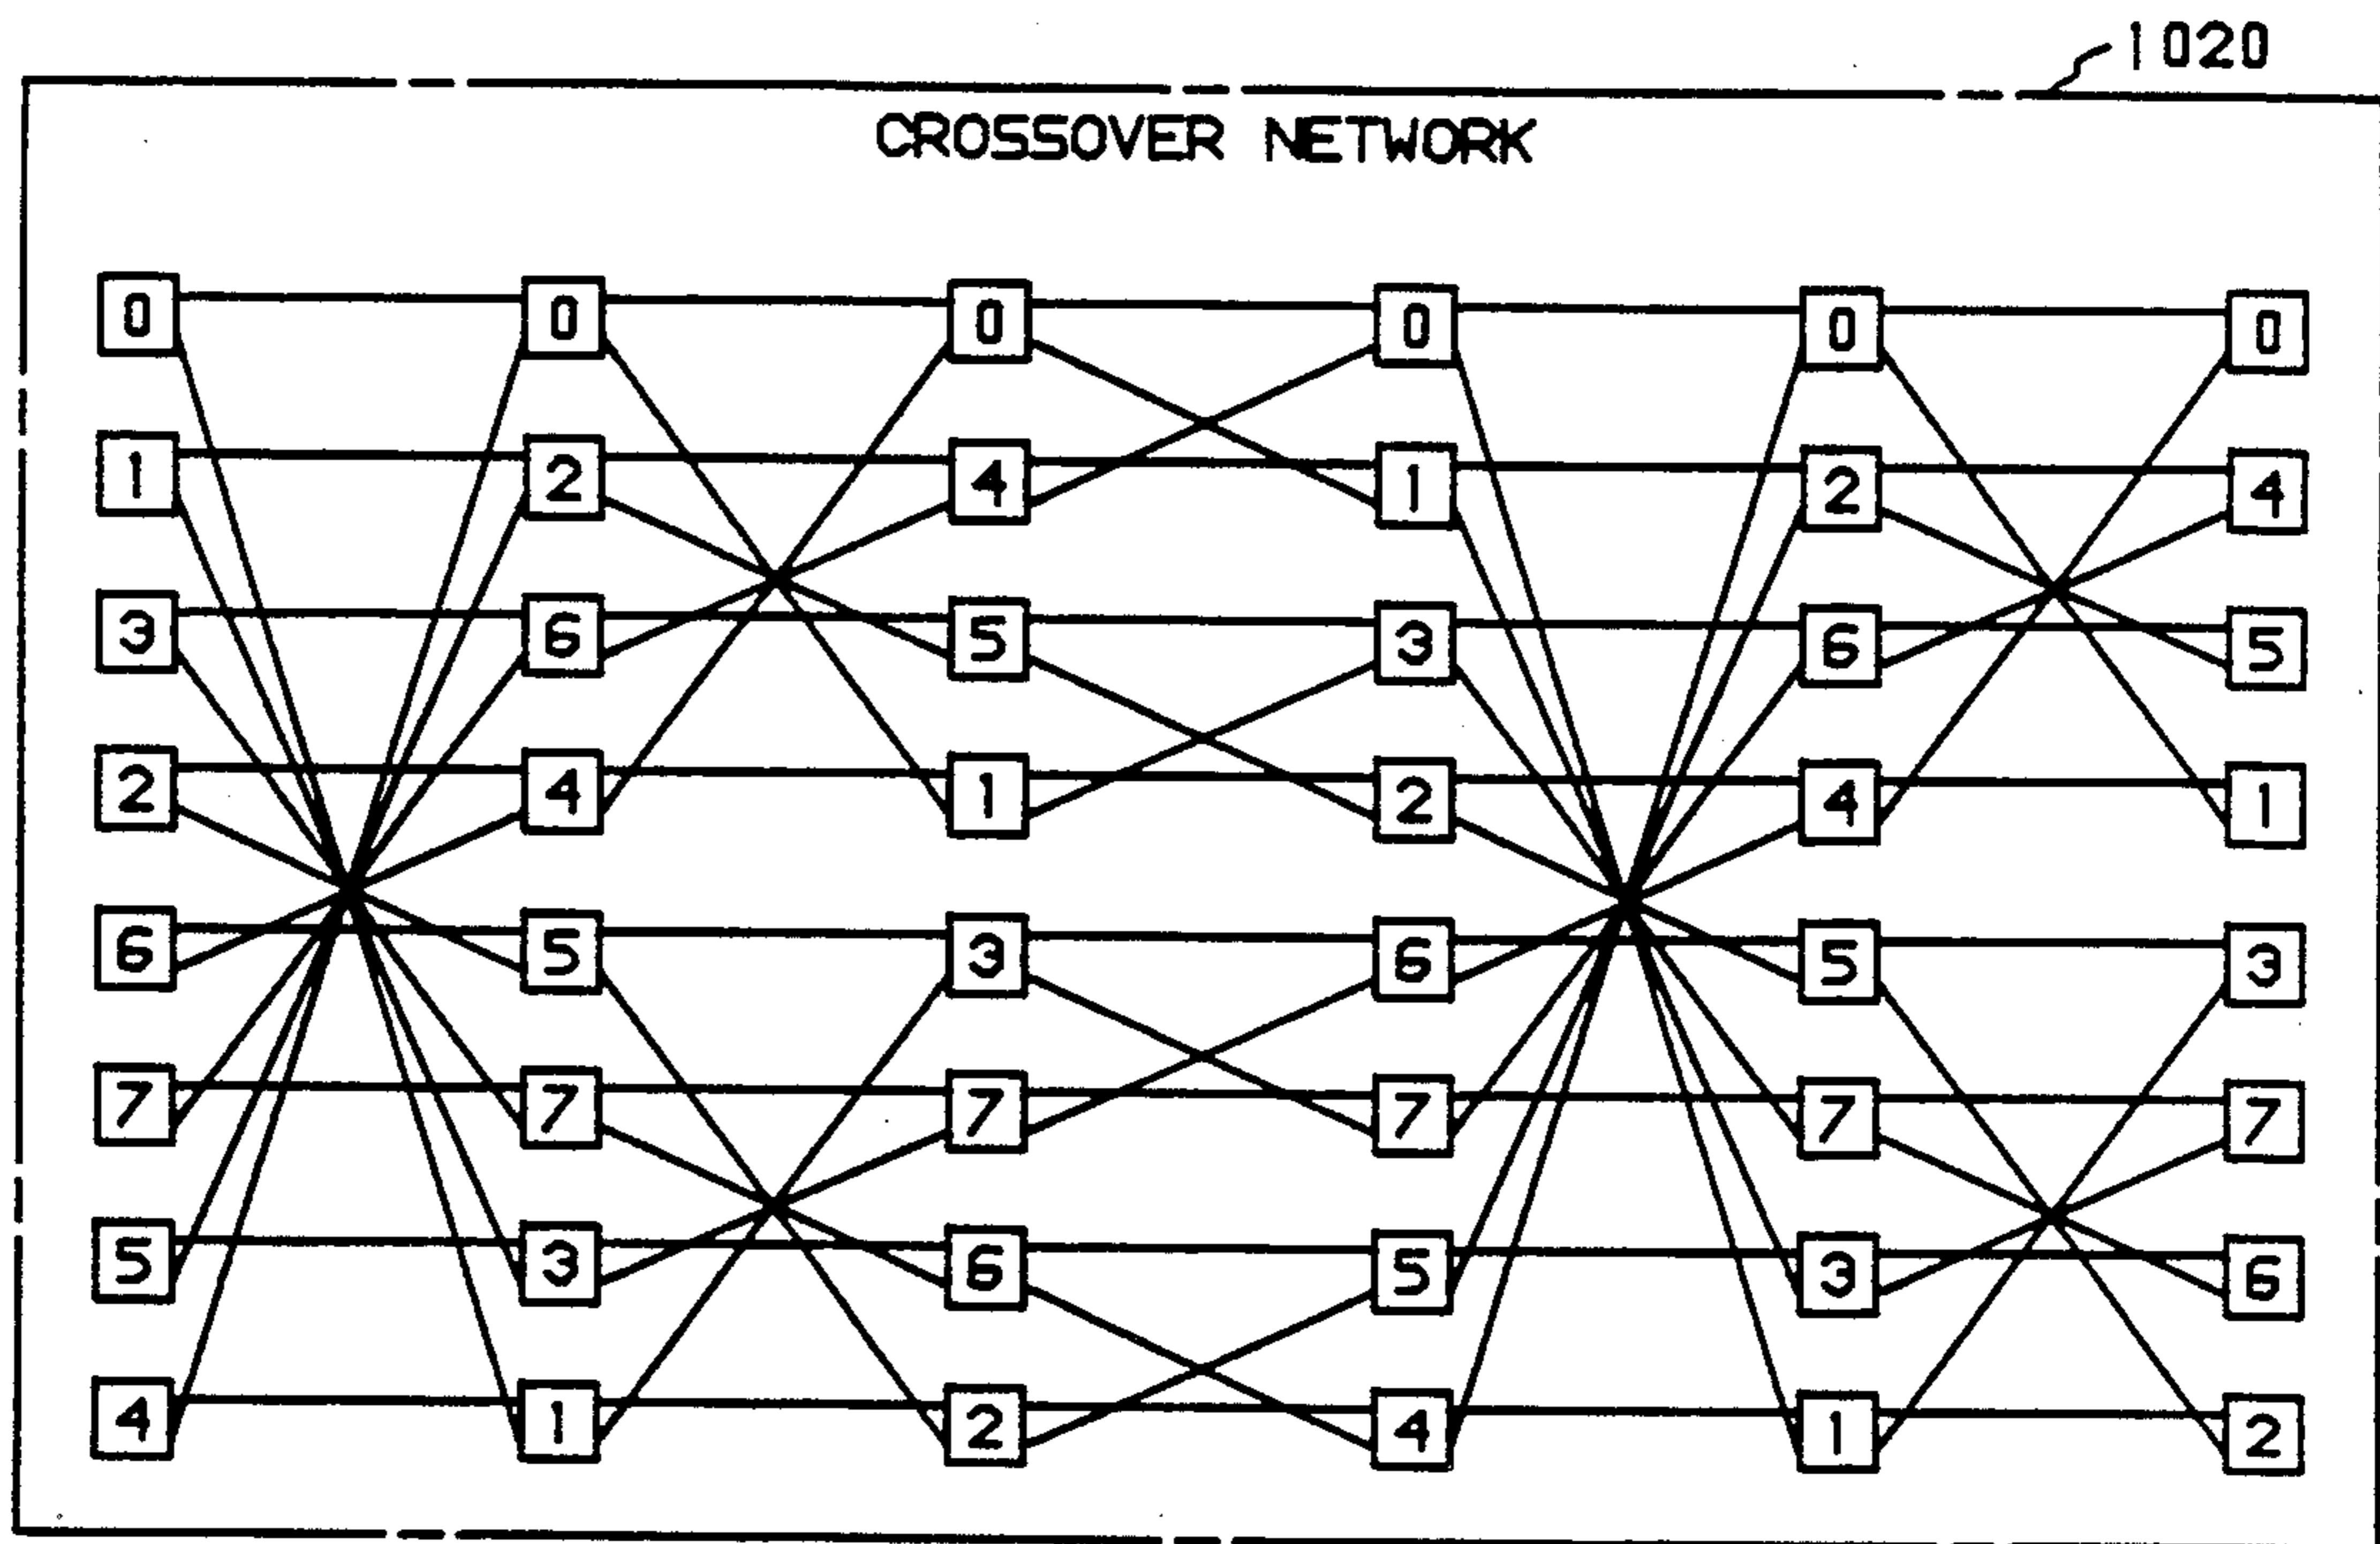 1020
CROSSOVER NETWORK
0 0 0 0 0 0
1 2 4 1 2 4
3 6 5 3 6 5
2 4 1 2 4 1
6 5 3 6 5 3
7 7 7 7 7 7
5 3 6 5 3 6
4 1 2 4 1 2